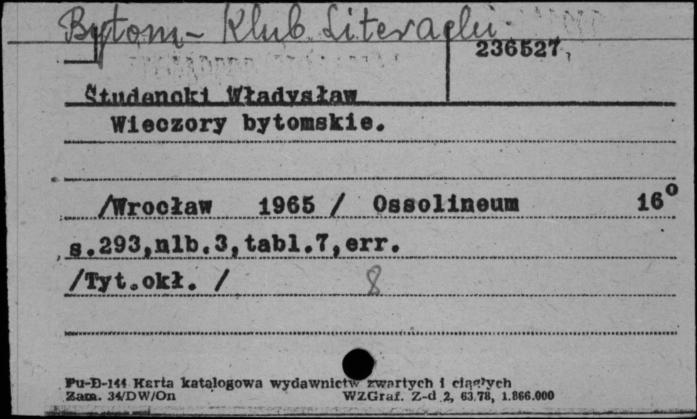 Bytom - Klub Literacki
236527
Studencki Władysław
Wieczory bytomskie.
/Wrocław 1965 / Ossolineum 16°
s.293,nlb.3,tabl.7,err.
/Tyt.okł. / 8
Pu-D-144 Karta katalogowa wydawnictw zwartych i ciągłych
Zam. 34/DW/On WZGraf. Z-d 2, 63.78, 1.866.000